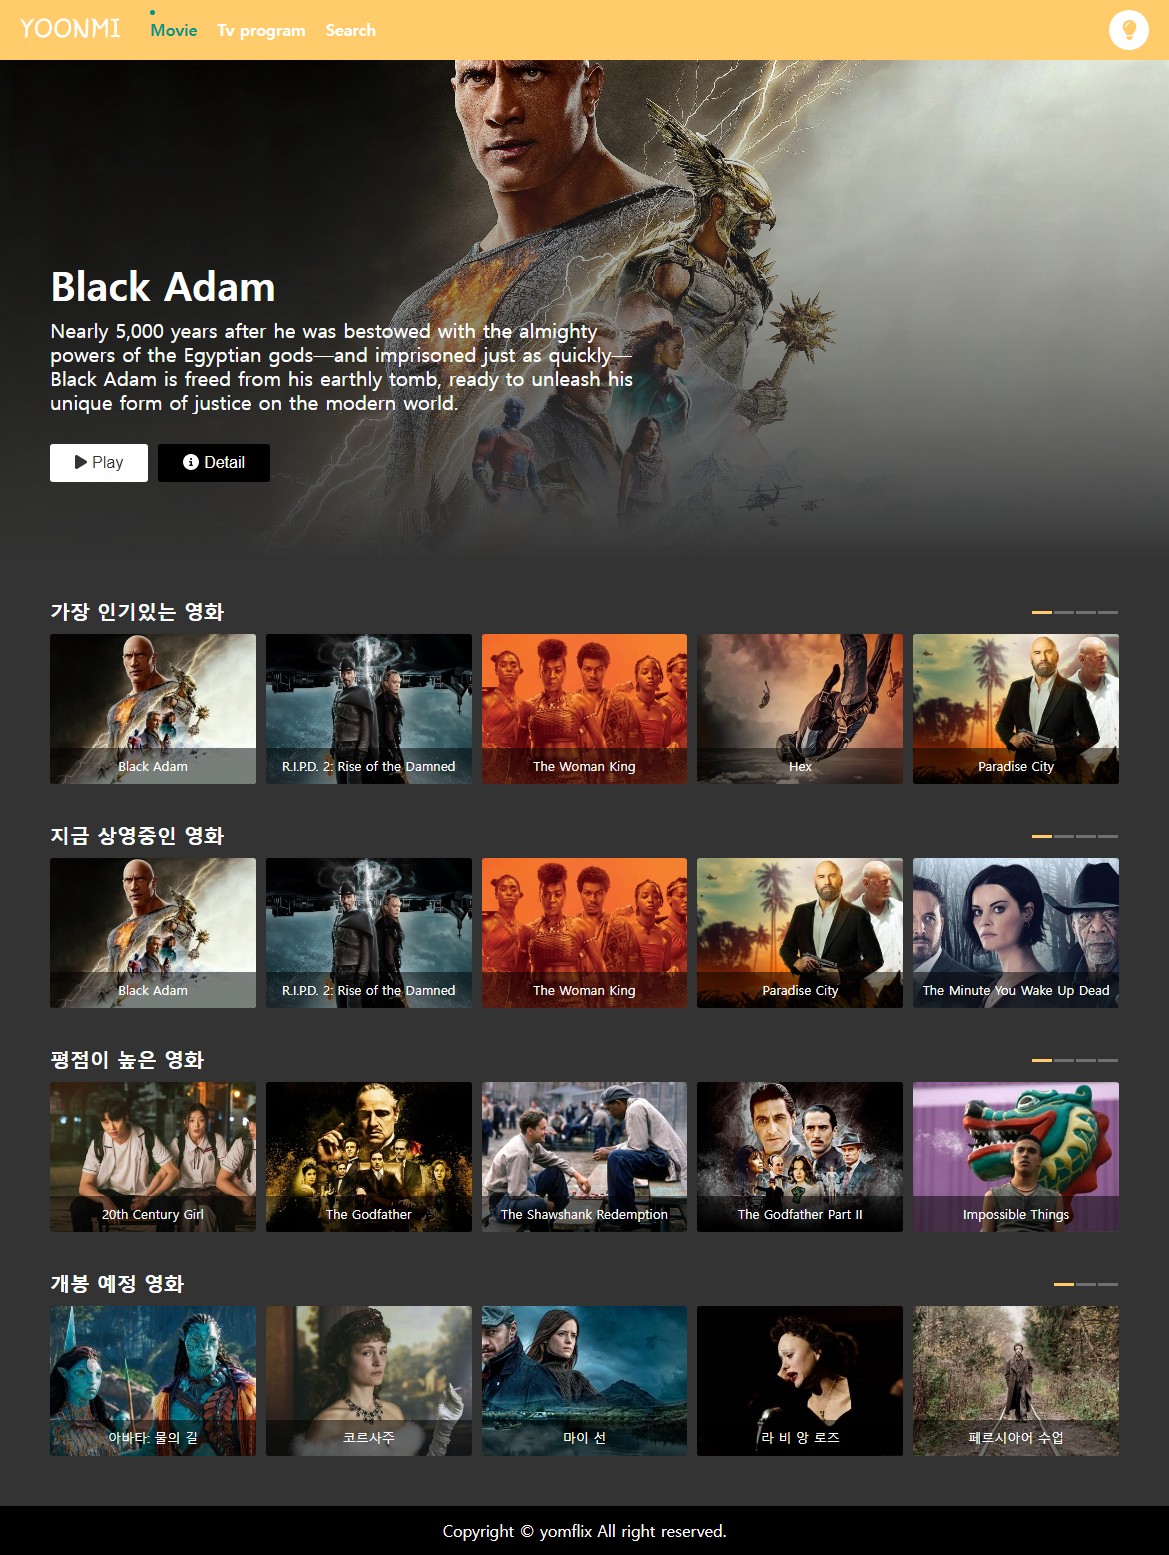 YOONMI
Movie
Tv program
Search
Black Adam
Nearly 5,000 years after he was bestowed with the almighty
powers of the Egyptian gods—and imprisoned just as quickly—
Black Adam is freed from his earthly tomb, ready to unleash his
unique form of justice on the modern world.
Play
Detail
가장 인기있는 영화
Black Adam
R.I.P.D. 2: Rise of the Damned
The Woman King
Hex
Paradise City
지금 상영중인 영화
Black Adam
R.I.P.D. 2: Rise of the Damned
The Woman King
Paradise City
The Minute You Wake Up Dead
평점이 높은 영화
20th Century Girl
The Godfather
The Shawshank Redemption
The Godfather Part II
Impossible Things
개봉 예정 영화
아바타: 물의 길
코르사주
마이 선
라 비 앙 로즈
페르시아어 수업
Copyright © yomflix All right reserved.